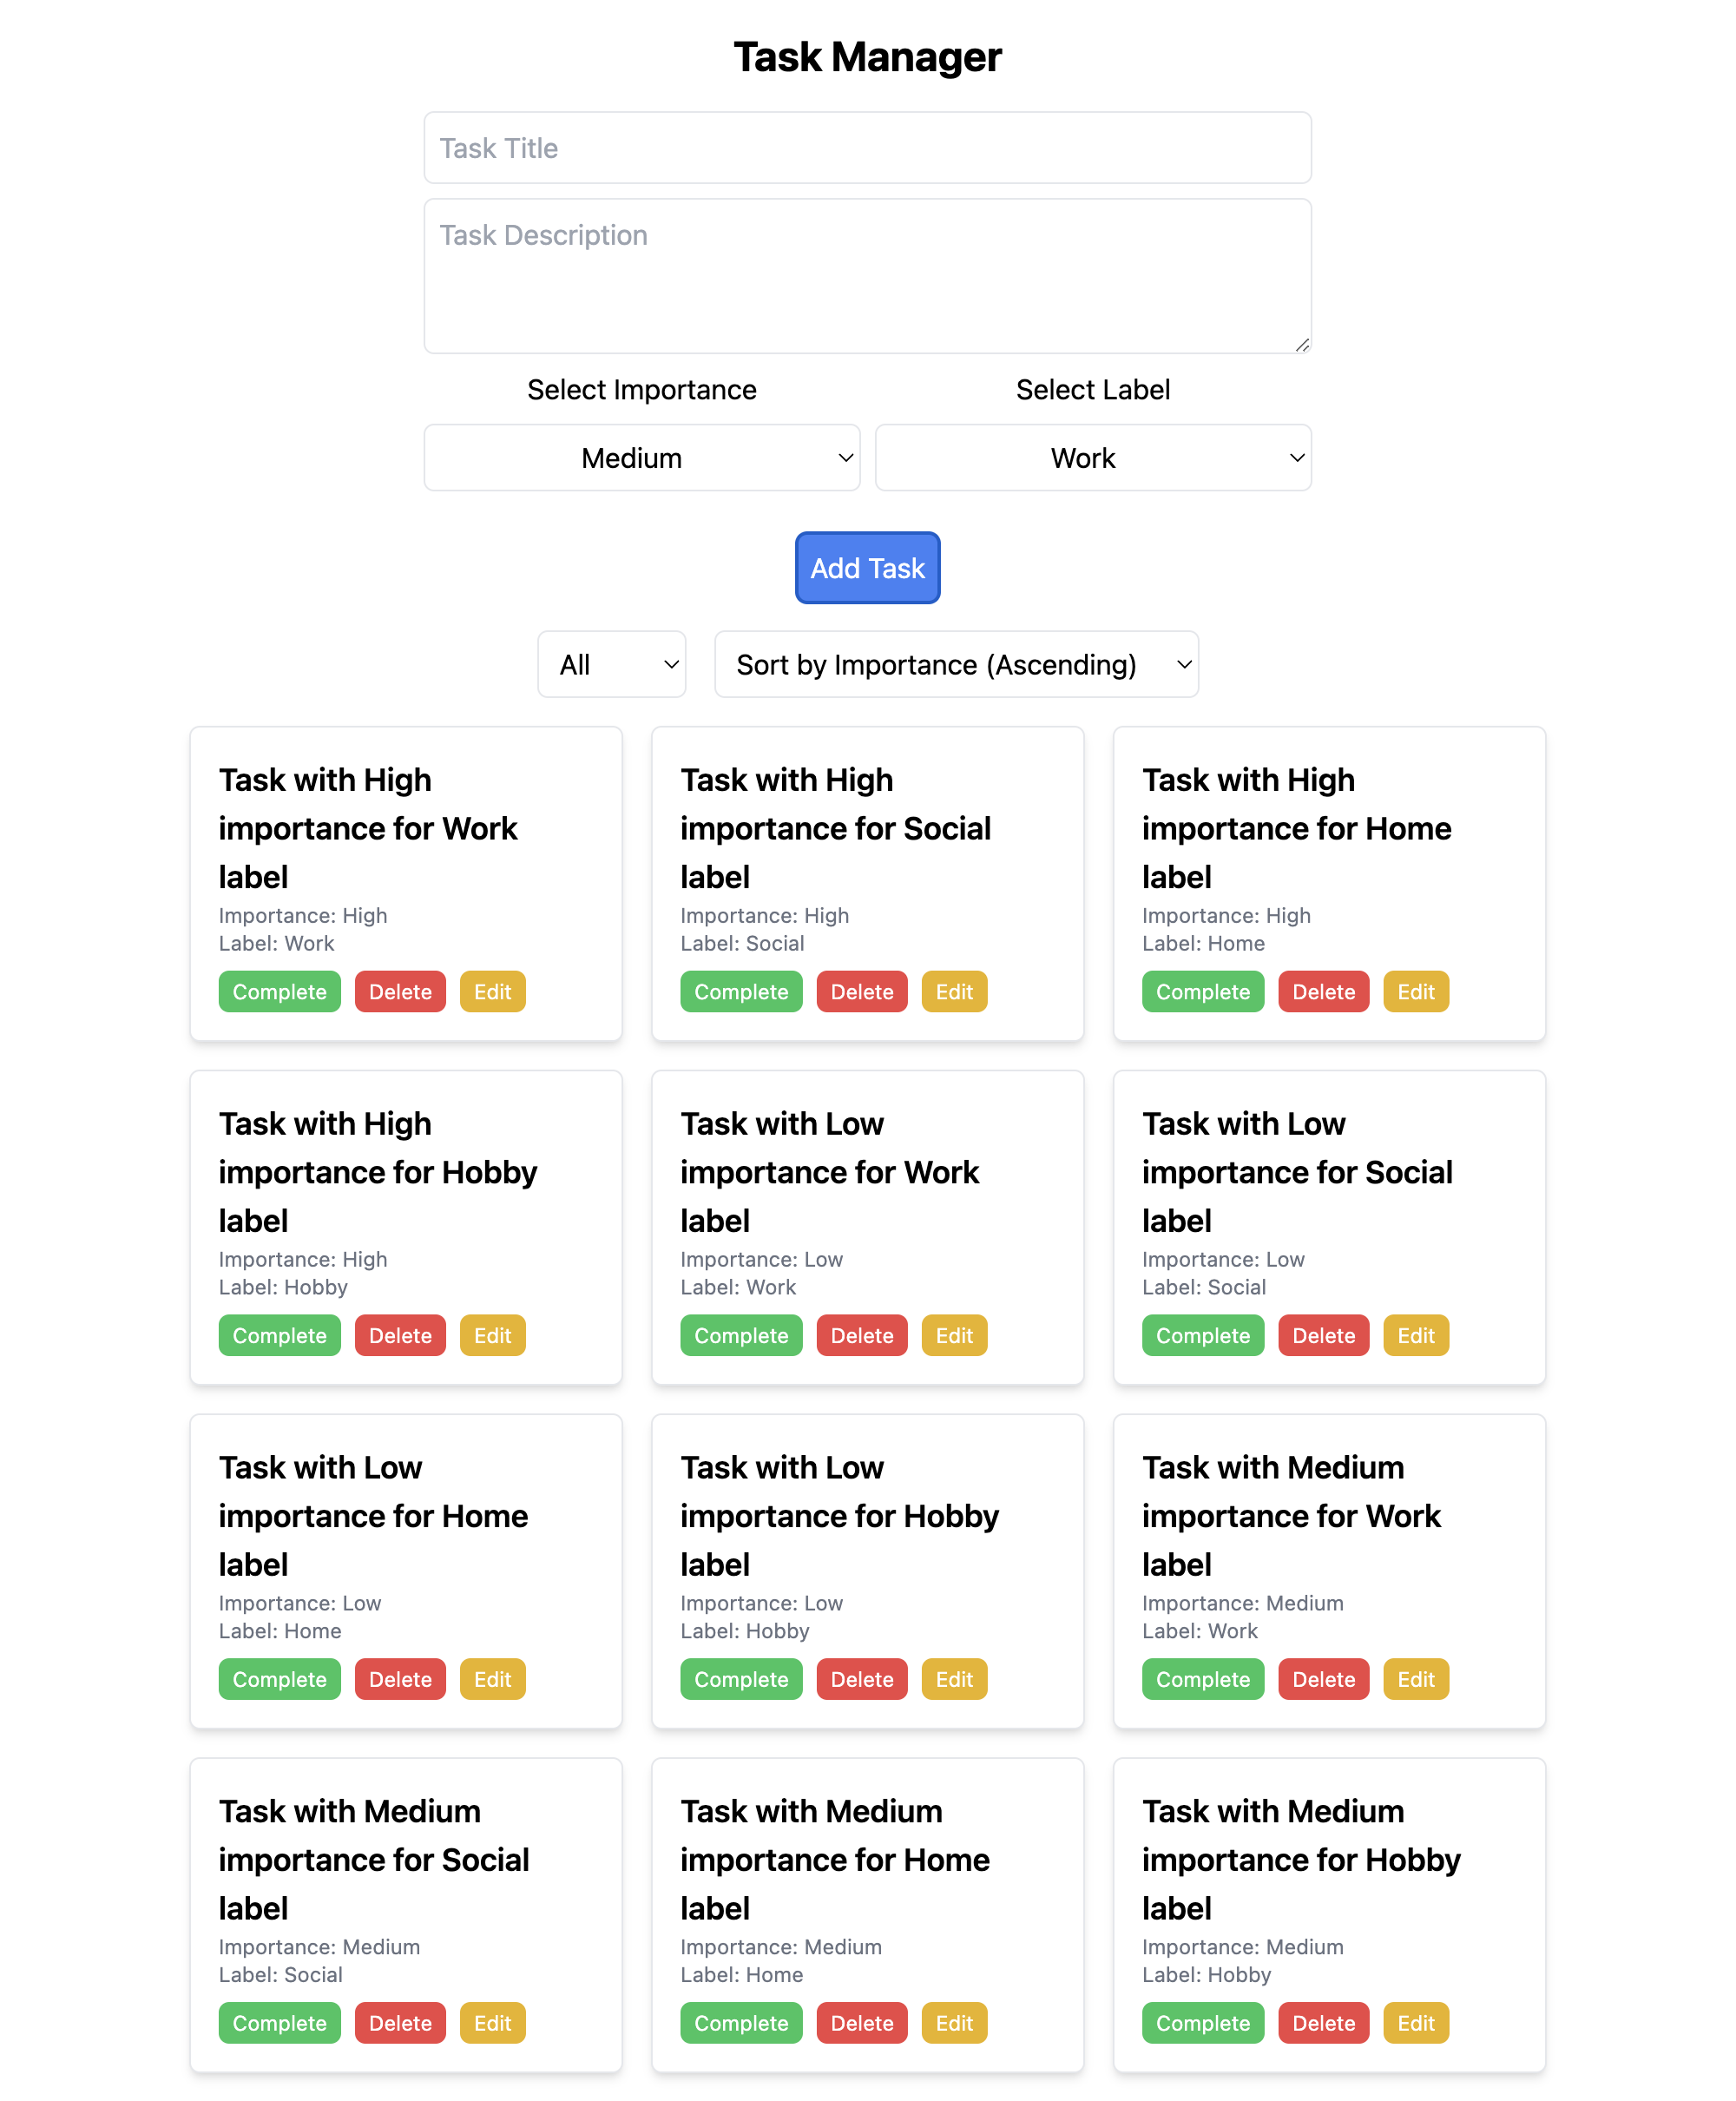 Task Manager
Task Title
Task Description
Select Importance Select Label
Medium Work
Add Task
All Sort by Importance (Ascending)
Task with High
importance for Work
label
Importance: High
Label: Work
Complete Delete Edit
Task with High
importance for Social
label
Importance: High
Label: Social
Complete Delete Edit
Task with High
importance for Home
label
Importance: High
Label: Home
Complete Delete Edit
Task with High
importance for Hobby
label
Importance: High
Label: Hobby
Complete Delete Edit
Task with Low
importance for Work
label
Importance: Low
Label: Work
Complete Delete Edit
Task with Low
importance for Social
label
Importance: Low
Label: Social
Complete Delete Edit
Task with Low
importance for Home
label
Importance: Low
Label: Home
Complete Delete Edit
Task with Low
importance for Hobby
label
Importance: Low
Label: Hobby
Complete Delete Edit
Task with Medium
importance for Work
label
Importance: Medium
Label: Work
Complete Delete Edit
Task with Medium
importance for Social
label
Importance: Medium
Label: Social
Complete Delete Edit
Task with Medium
importance for Home
label
Importance: Medium
Label: Home
Complete Delete Edit
Task with Medium
importance for Hobby
label
Importance: Medium
Label: Hobby
Complete Delete Edit